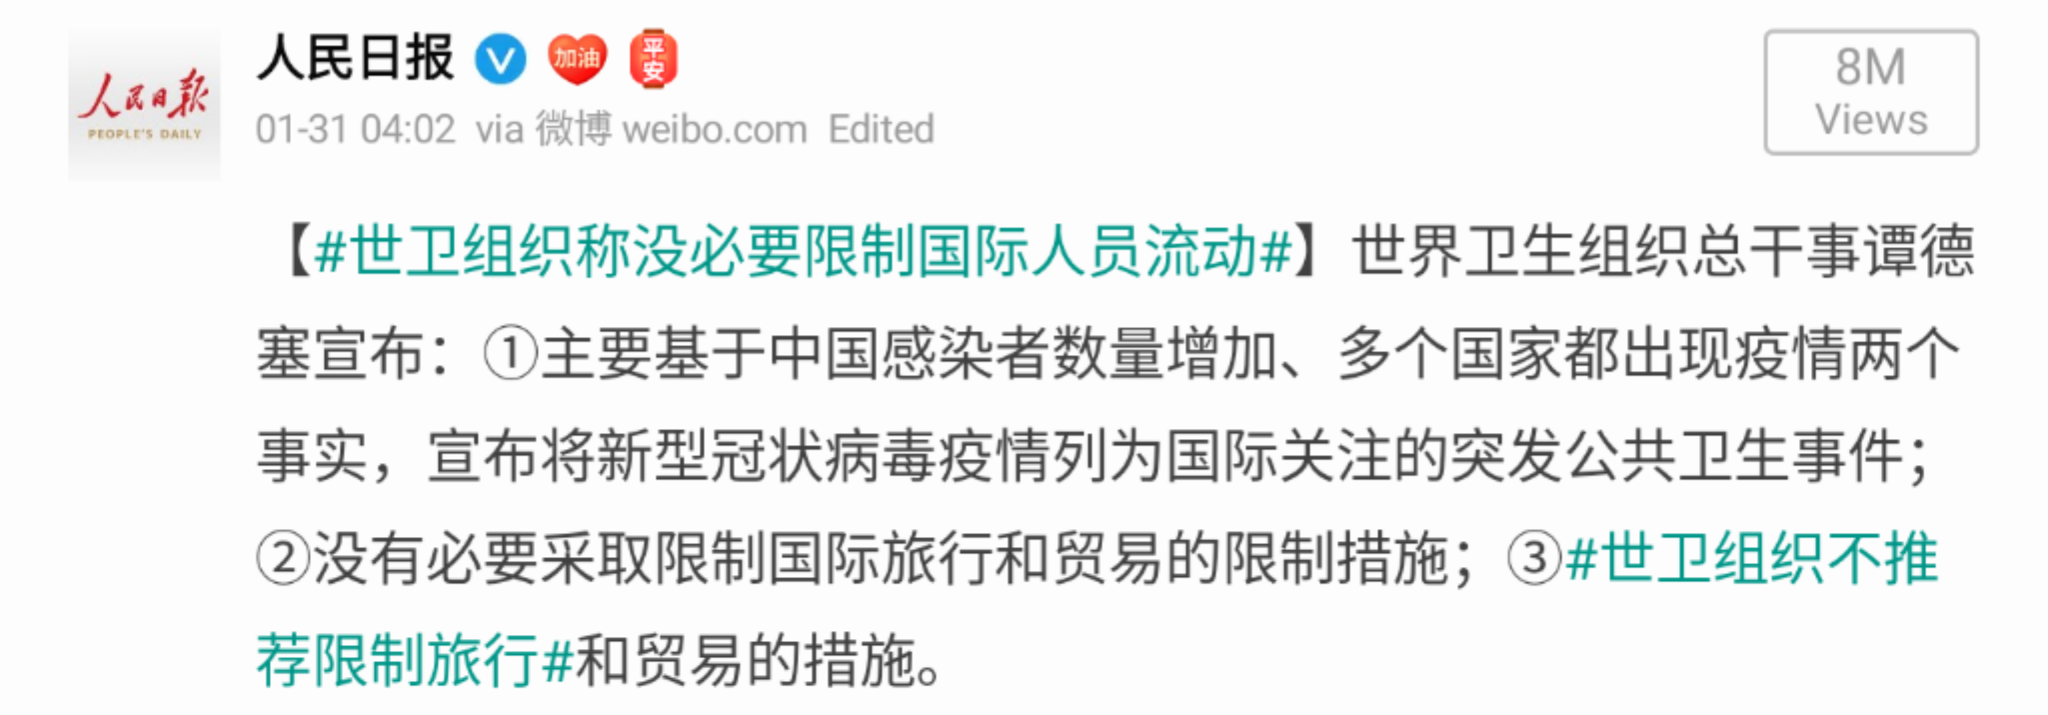 人民日报
加油
平安
人民日报
PEOPLE'S DAILY
01-31 04:02 via 微博 weibo.com Edited
8M
Views
【#世卫组织称没必要限制国际人员流动#】世界卫生组织总干事谭德
塞宣布：①主要基于中国感染者数量增加、多个国家都出现疫情两个
事实，宣布将新型冠状病毒疫情列为国际关注的突发公共卫生事件；
②没有必要采取限制国际旅行和贸易的限制措施；③#世卫组织不推
荐限制旅行#和贸易的措施。